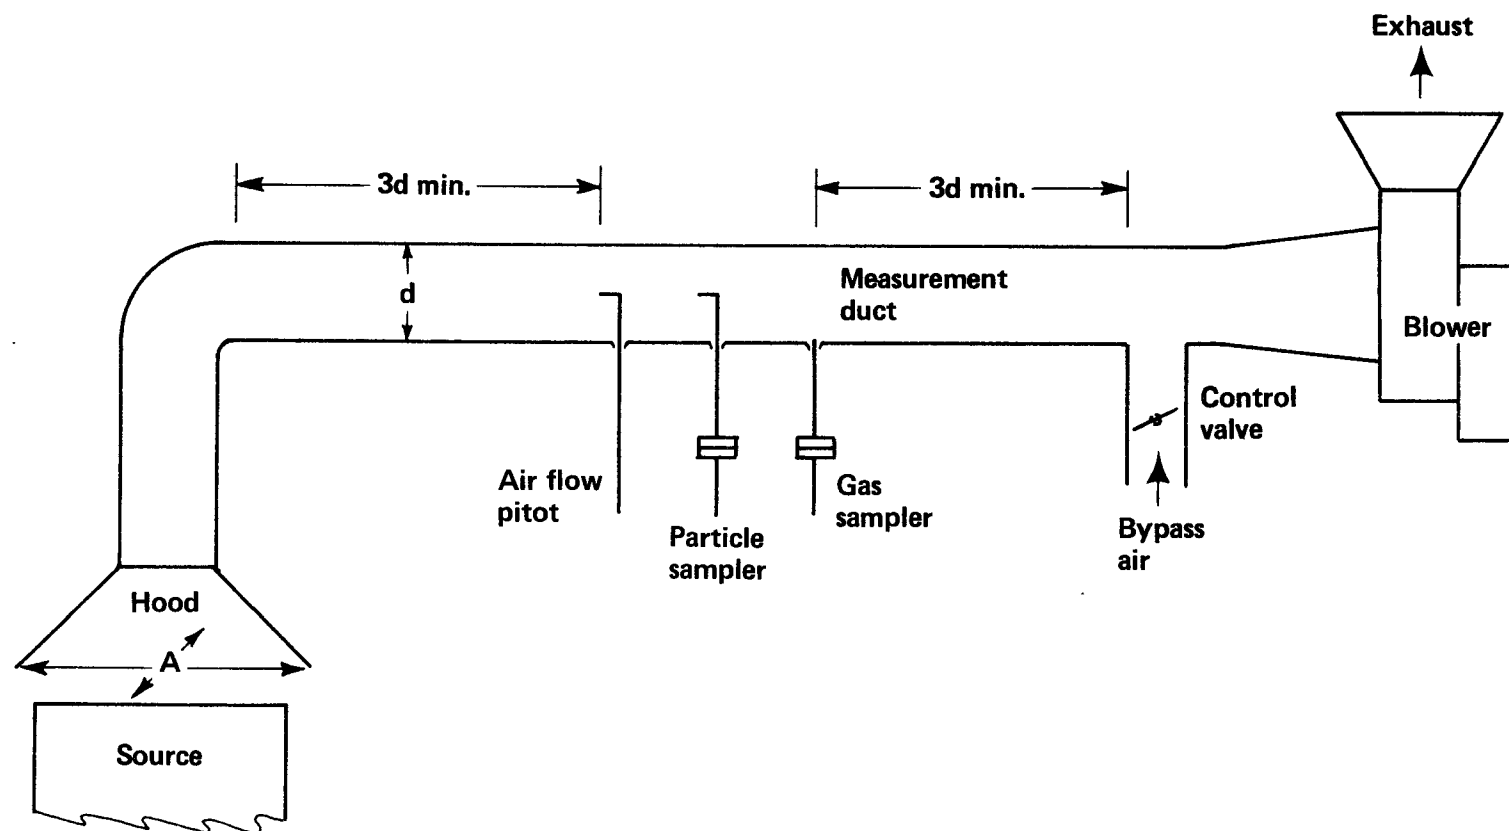 Exhaust
3d min.
3d min.
d
Measurement
duct
Blower
Control
valve
Air flow
pitot
Gas
sampler
Particle
sampler
Bypass
air
Hood
A
Source